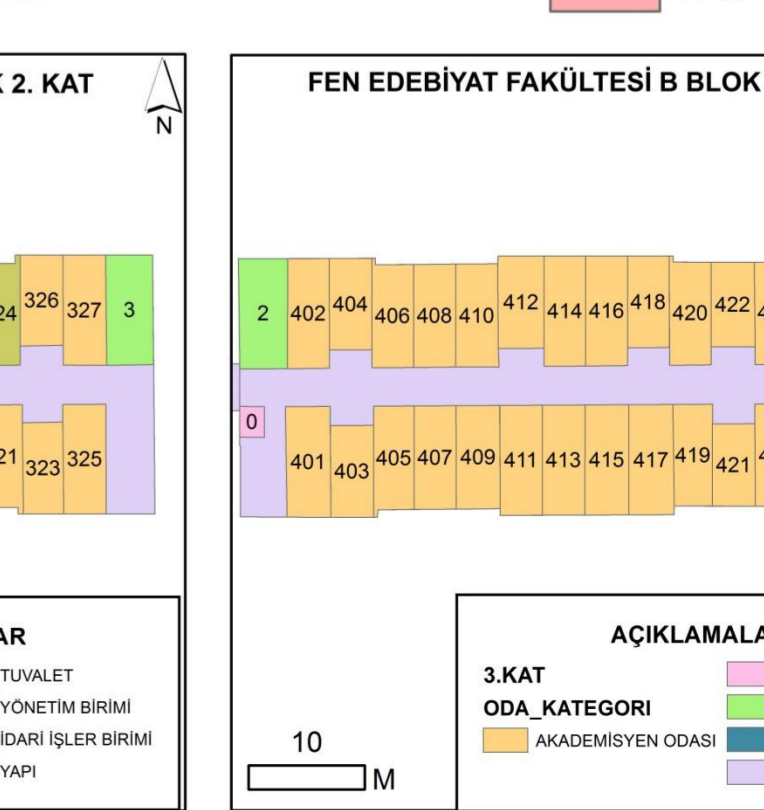 2. KAT
N
24 326 327 3
21 323 325
AR
TUVALET
YÖNETİM BİRİMİ
İDARİ İŞLER BİRİMİ
YAPI
FEN EDEBİYAT FAKÜLTESİ B BLOK
2 402 404 406 408 410 412 414 416 418 420 422 4
0
401 403 405 407 409 411 413 415 417 419 421 4
AÇIKLAMALA
3.KAT
ODA_KATEGORI
AKADEMİSYEN ODASI
10
M